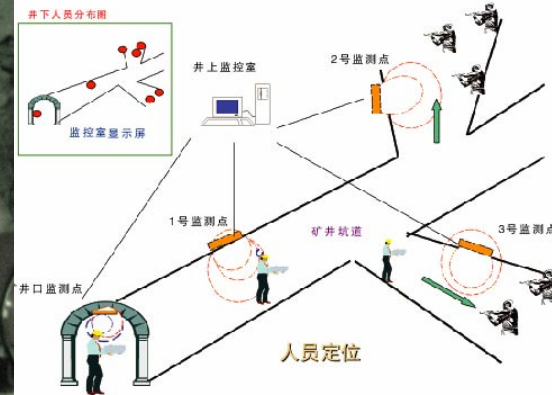 井下人员分布图
监控室显示屏
井上监控室
2号监测点
1号监测点
矿井坑道
3号监测点
井口监测点
人员定位